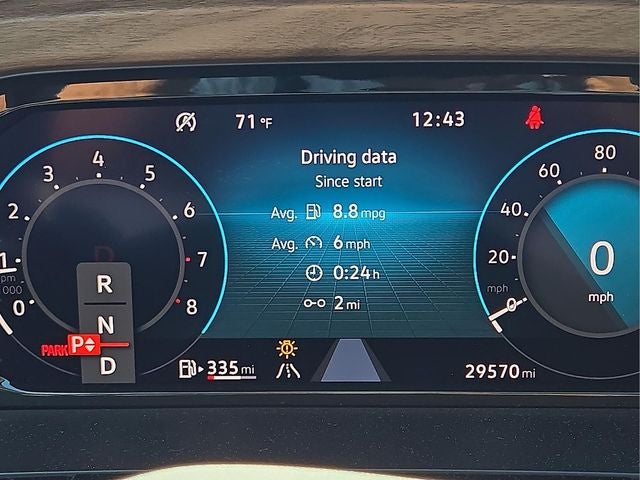 71 °F
12:43
Driving data
Since start
Avg. 8.8 mpg
Avg. 6 mph
0:24 h
2 mi
0
1
2
3
4
5
6
7
8
000
R
N
PARK P
D
0
20
40
60
80
mph
0
mph
335 mi
29570 mi